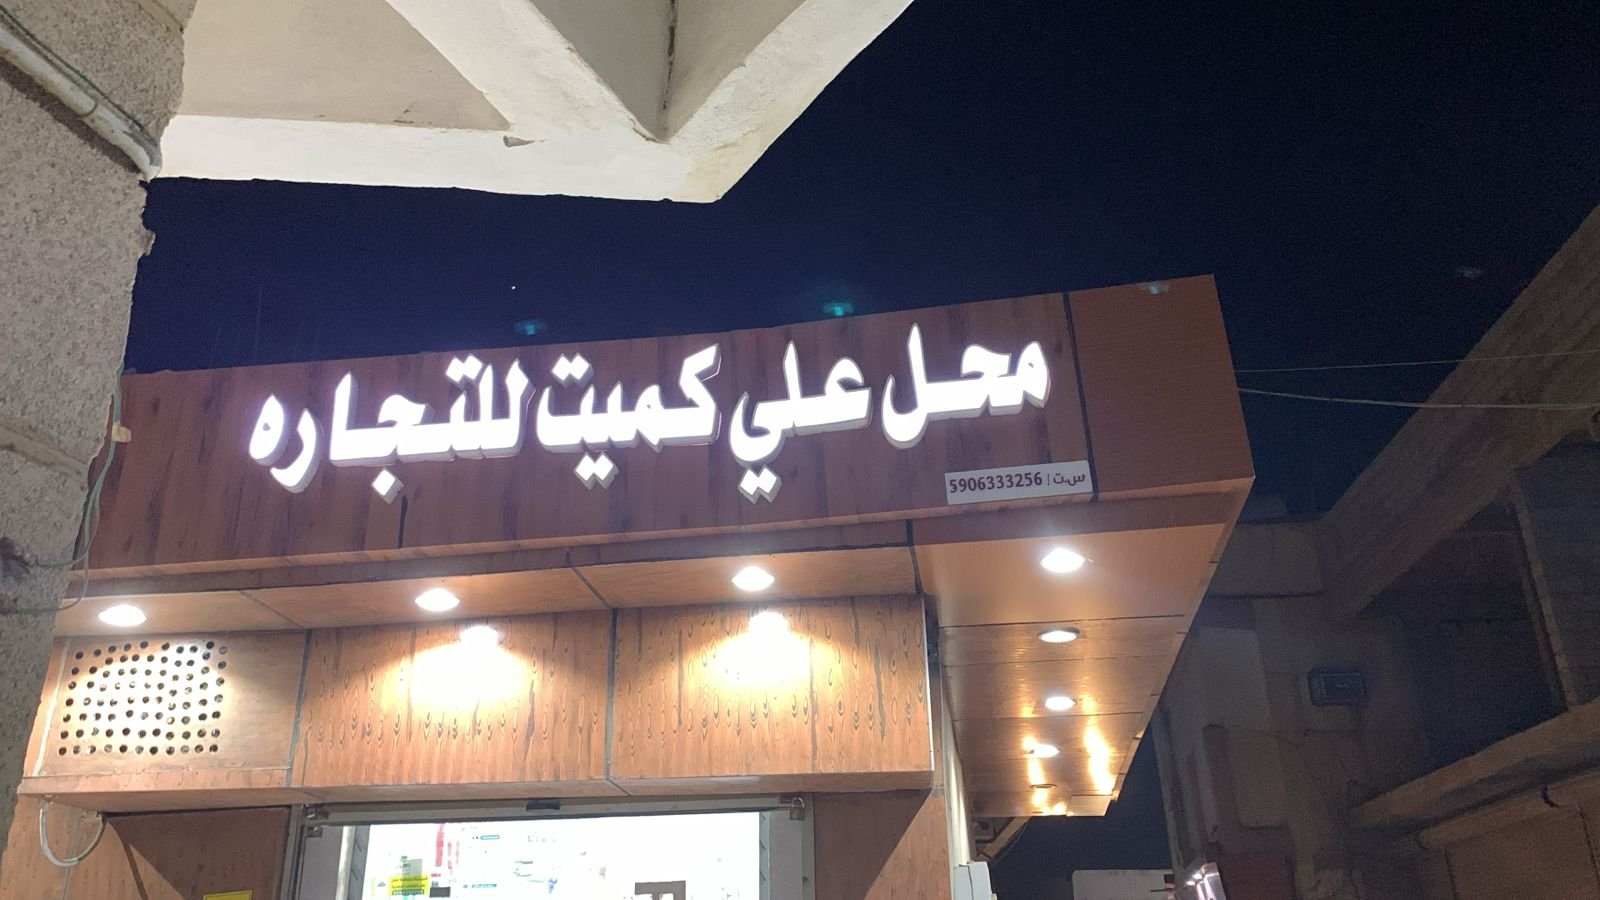 محل علي كميت للتجاره
س.ت | 5906333256